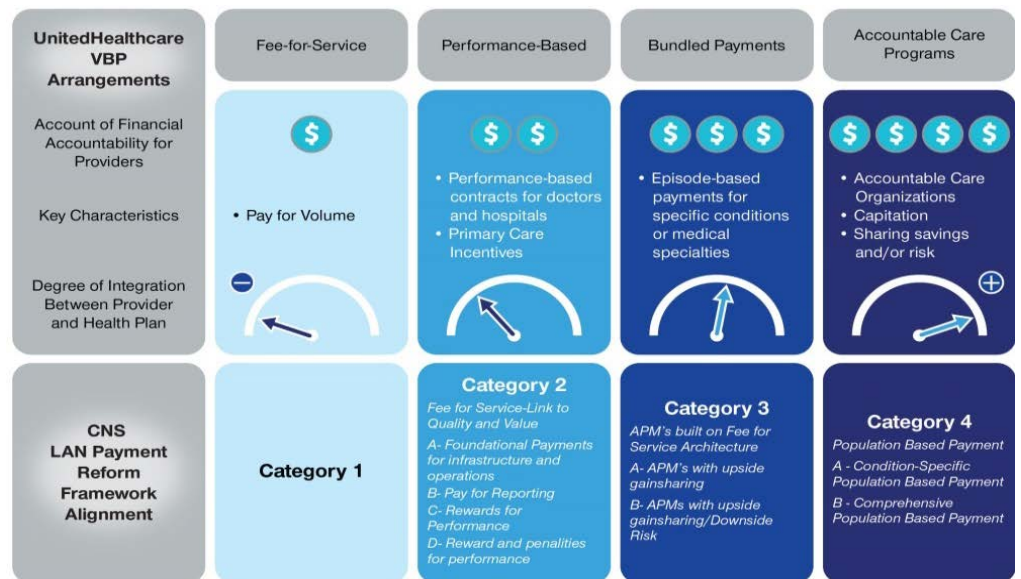 UnitedHealthcare
VBP
Arrangements
Fee-for-Service
Performance-Based
Bundled Payments
Accountable Care
Programs
Account of Financial
Accountability for
Providers
$
$ $
$ $ $
$ $ $ $
Key Characteristics
• Pay for Volume
• Performance-based
contracts for doctors
and hospitals
• Primary Care
Incentives
• Episode-based
payments for
specific conditions
or medical
specialties
• Accountable Care
Organizations
• Capitation
• Sharing savings
and/or risk
Degree of Integration
Between Provider
and Health Plan
−
+
CNS
LAN Payment
Reform
Framework
Alignment
Category 1
Category 2
Fee for Service-Link to
Quality and Value
A- Foundational Payments
for infrastructure and
operations
B- Pay for Reporting
C- Rewards for
Performance
D- Reward and penalities
for performance
Category 3
APM's built on Fee for
Service Architecture
A- APM's with upside
gainsharing
B- APMs with upside
gainsharing/Downside
Risk
Category 4
Population Based Payment
A - Condition-Specific
Population Based Payment
B - Comprehensive
Population Based Payment